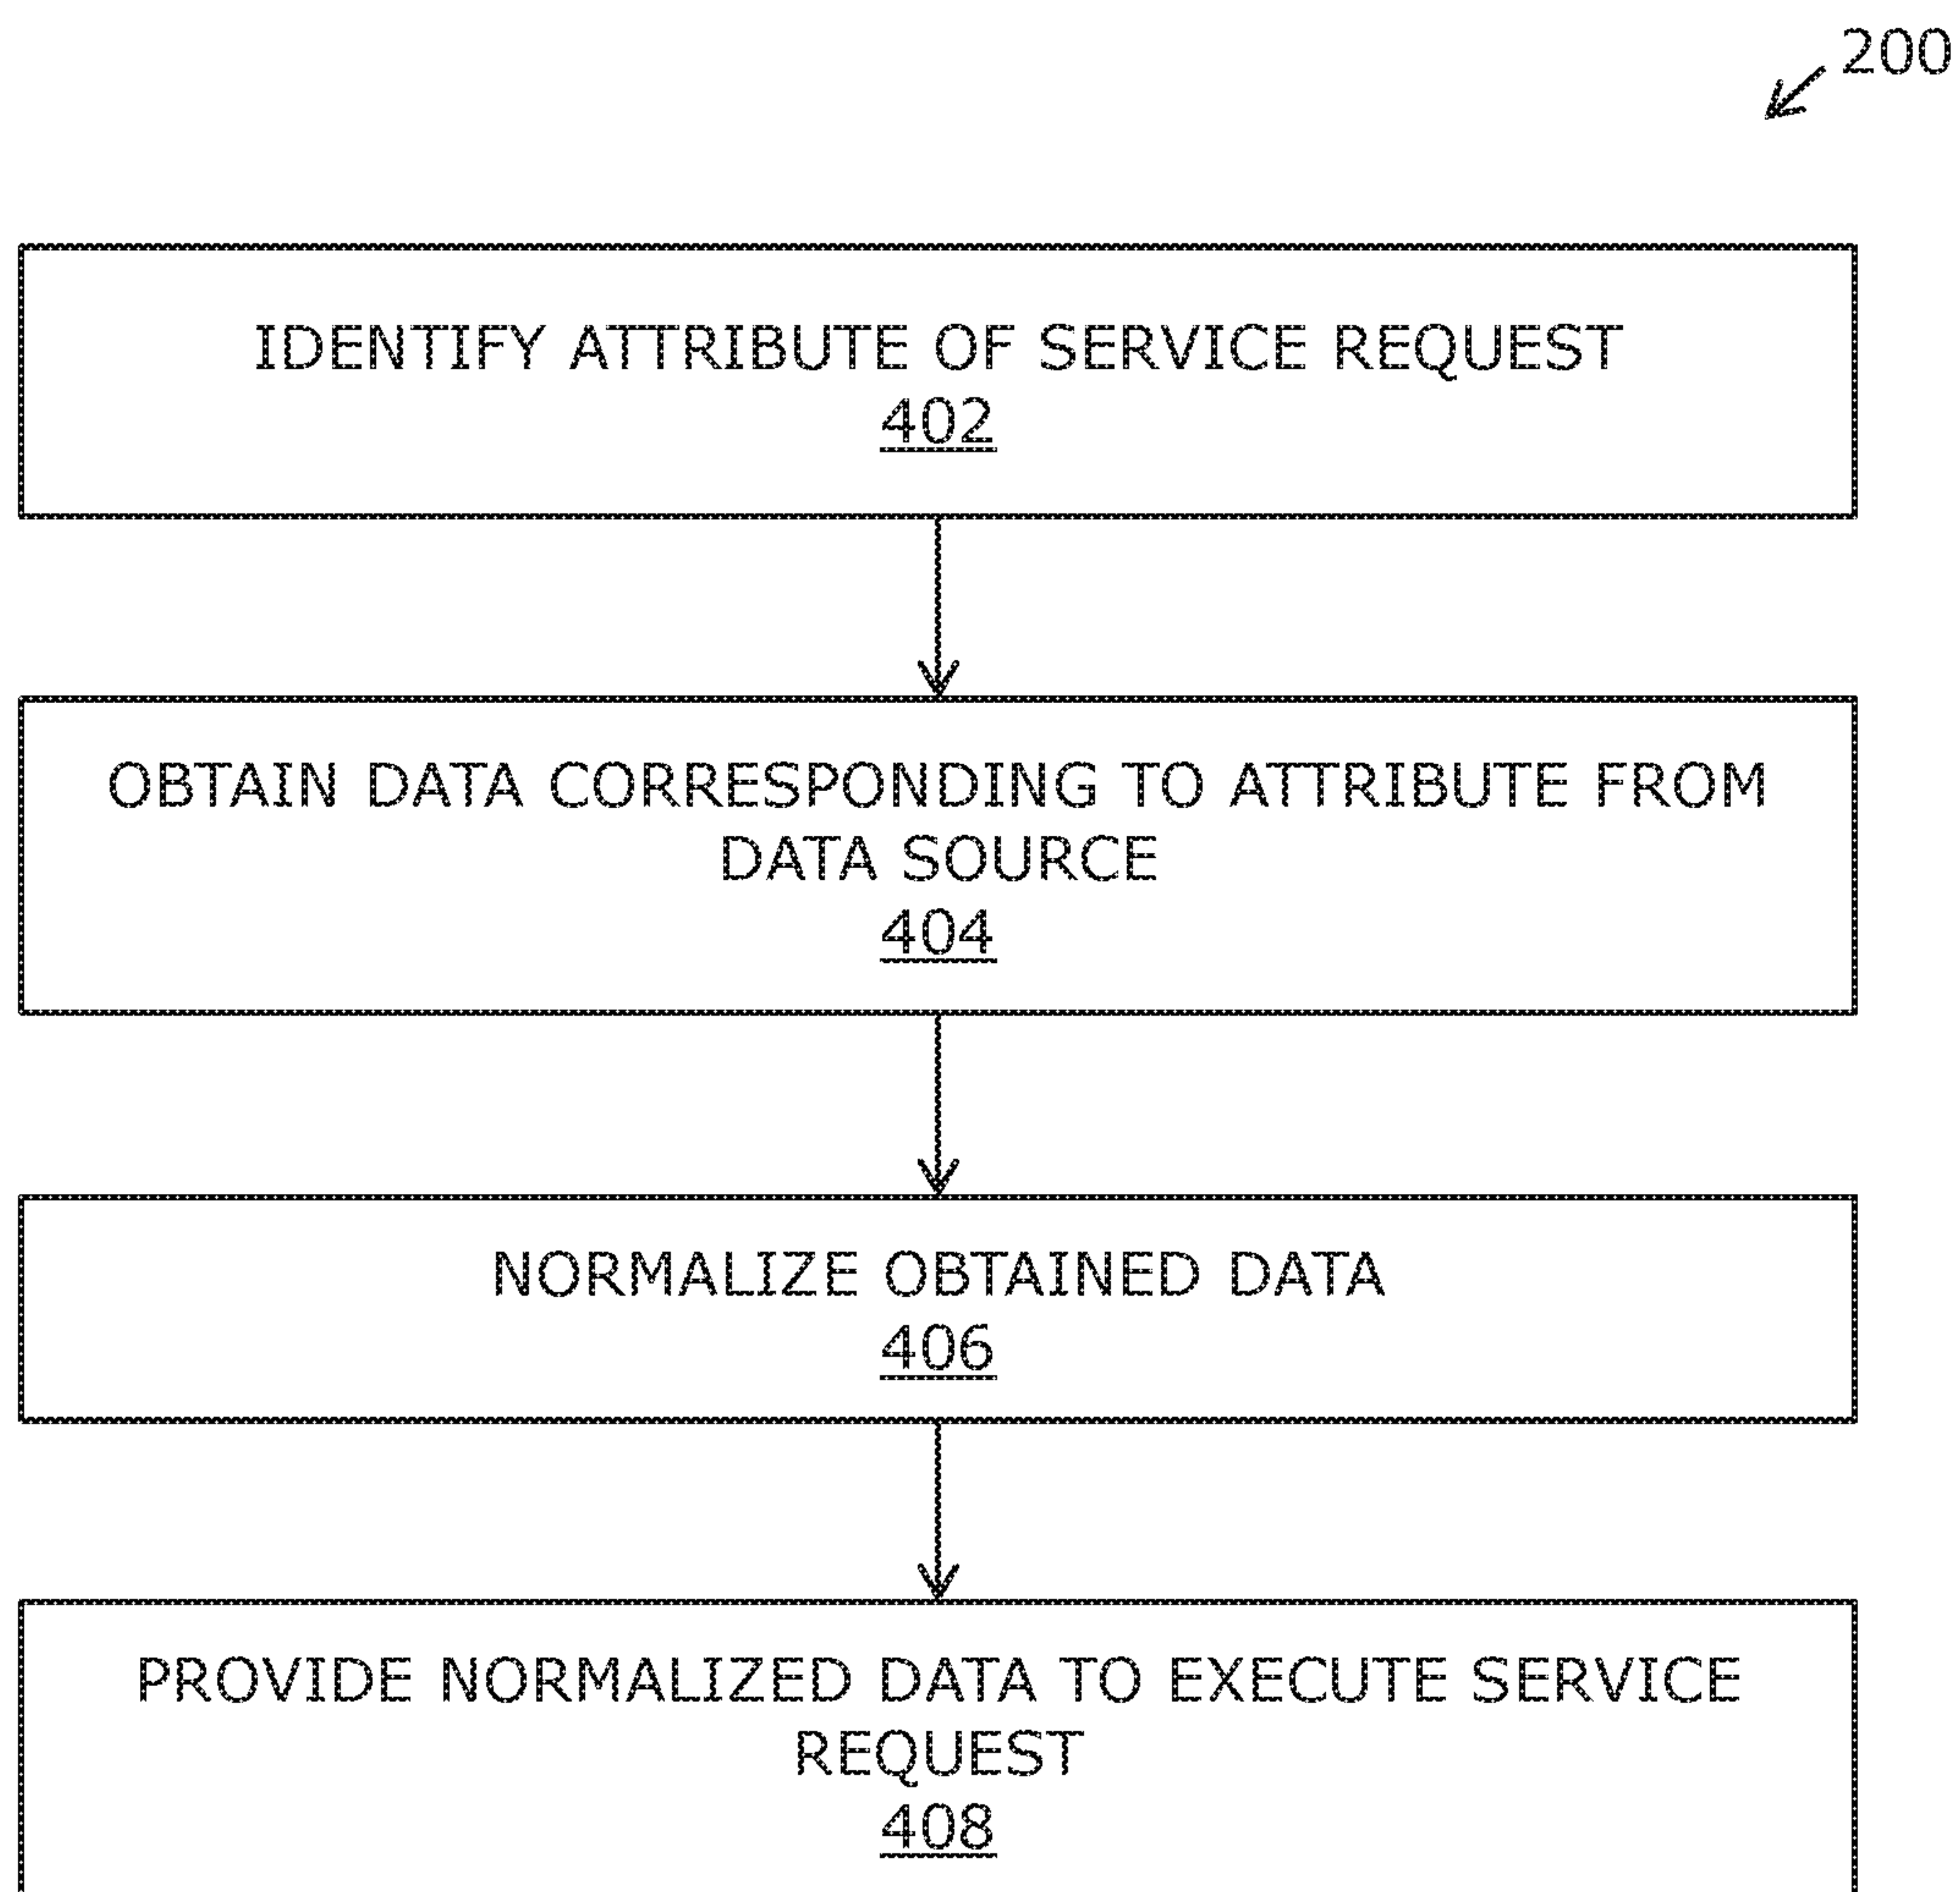 200
IDENTIFY ATTRIBUTE OF SERVICE REQUEST
402
OBTAIN DATA CORRESPONDING TO ATTRIBUTE FROM
DATA SOURCE
404
NORMALIZE OBTAINED DATA
406
PROVIDE NORMALIZED DATA TO EXECUTE SERVICE
REQUEST
408